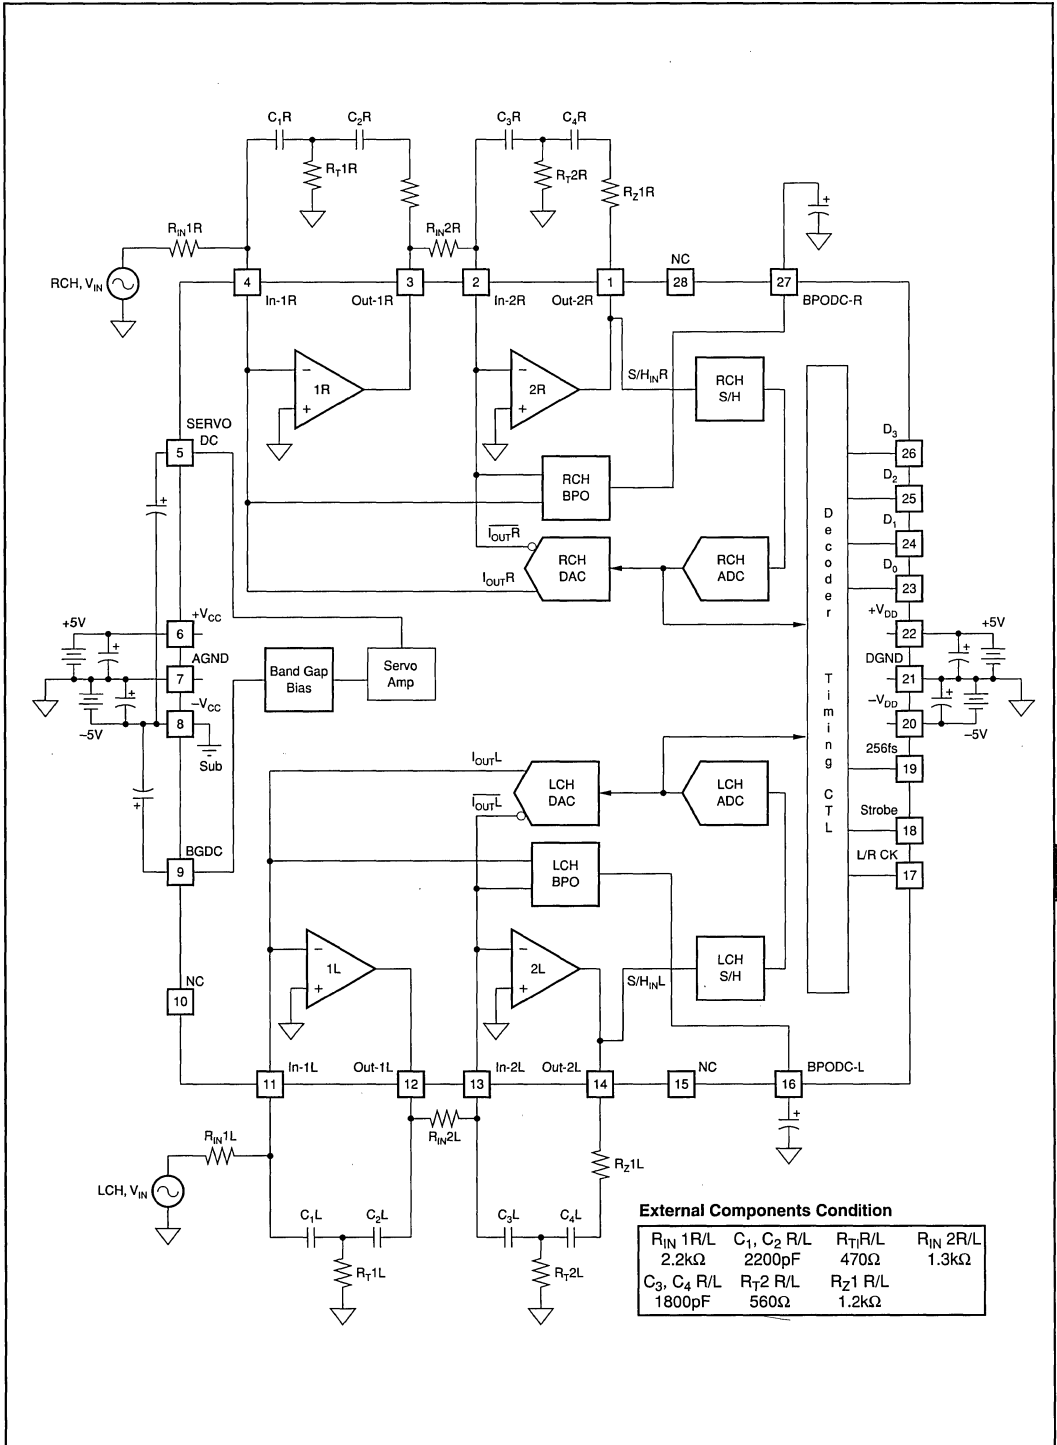 C1R C2R C3R C4R
RT1R RT2R RZ1R
RIN1R RIN2R
RCH, VIN
NC
4 3 2 1 28 27
In-1R Out-1R In-2R Out-2R BPODC-R
− + 1R
− + 2R
S/HINR
RCH S/H
SERVO DC
5
RCH BPO
IOUTR
IOUTR
RCH DAC
RCH ADC
Decoder Timing CTL
D3
26
D2
25
D1
24
D0
23
+VDD
22
+5V
DGND
21
−VDD
20
−5V
256fs
19
Strobe
18
L/R CK
17
+5V
+VCC
6
AGND
7
−VCC
8
−5V
Sub
Band Gap Bias
Servo Amp
BGDC
9
NC
10
IOUTL
IOUTL
LCH DAC
LCH ADC
LCH BPO
− + 1L
− + 2L
S/HINL
LCH S/H
In-1L Out-1L In-2L Out-2L NC BPODC-L
11 12 13 14 15 16
RIN1L RIN2L RZ1L
LCH, VIN
C1L C2L C3L C4L
RT1L RT2L
External Components Condition
RIN 1R/L C1, C2 R/L RTIR/L RIN 2R/L
2.2kΩ 2200pF 470Ω 1.3kΩ
C3, C4 R/L RT2 R/L RZ1 R/L
1800pF 560Ω 1.2kΩ